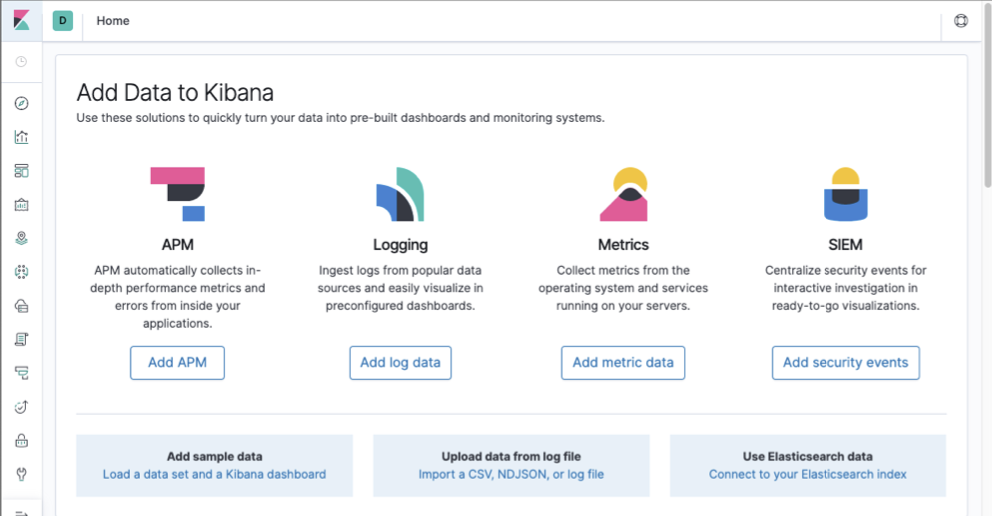 D Home
Add Data to Kibana
Use these solutions to quickly turn your data into pre-built dashboards and monitoring systems.
APM
APM automatically collects in-
depth performance metrics and
errors from inside your
applications.
Add APM
Logging
Ingest logs from popular data
sources and easily visualize in
preconfigured dashboards.
Add log data
Metrics
Collect metrics from the
operating system and services
running on your servers.
Add metric data
SIEM
Centralize security events for
interactive investigation in
ready-to-go visualizations.
Add security events
Add sample data
Load a data set and a Kibana dashboard
Upload data from log file
Import a CSV, NDJSON, or log file
Use Elasticsearch data
Connect to your Elasticsearch index